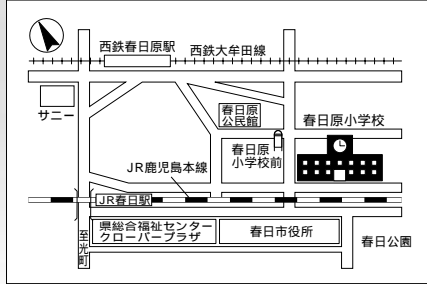 西鉄春日原駅
西鉄大牟田線
サニー
春日原
公民館
春日原小学校
春日原
小学校前
JR鹿児島本線
JR春日駅
至光町
県総合福祉センター
クローバープラザ
春日市役所
春日公園